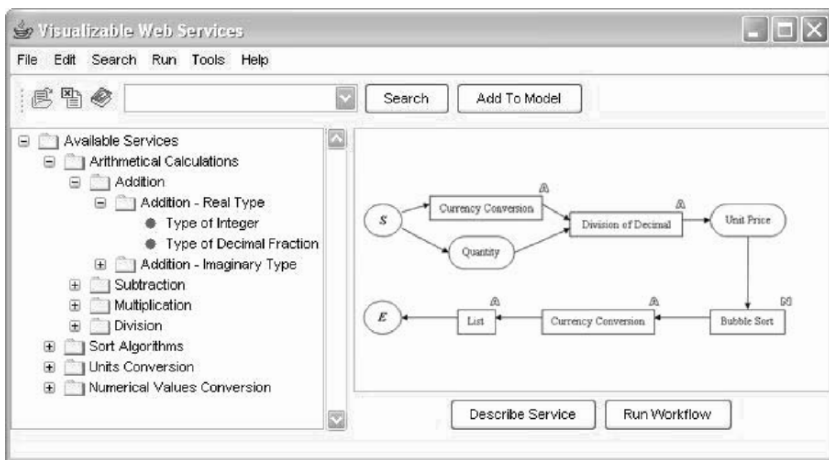 Visualizable Web Services
File Edit Search Run Tools Help
Search Add To Model
Available Services
Arithmetical Calculations
Addition
Addition - Real Type
Type of Integer
Type of Decimal Fraction
Addition - Imaginary Type
Subtraction
Multiplication
Division
Sort Algorithms
Units Conversion
Numerical Values Conversion
A
Currency Conversion
S
A
Division of Decimal
Unit Price
Quantity
A
A
M
E
List
Currency Conversion
Bubble Sort
Describe Service Run Workflow